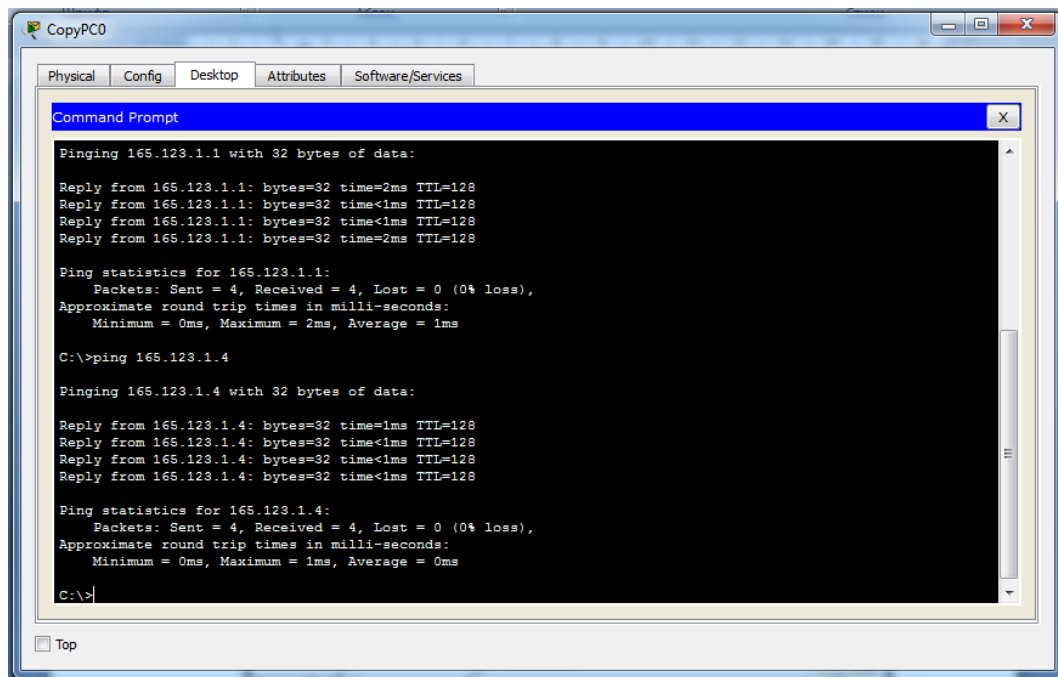 CopyPC0
X
Physical Config Desktop Attributes Software/Services
Command Prompt X
Pinging 165.123.1.1 with 32 bytes of data:
Reply from 165.123.1.1: bytes=32 time=2ms TTL=128
Reply from 165.123.1.1: bytes=32 time<1ms TTL=128
Reply from 165.123.1.1: bytes=32 time<1ms TTL=128
Reply from 165.123.1.1: bytes=32 time=2ms TTL=128
Ping statistics for 165.123.1.1:
Packets: Sent = 4, Received = 4, Lost = 0 (0% loss),
Approximate round trip times in milli-seconds:
Minimum = 0ms, Maximum = 2ms, Average = 1ms
C:\>ping 165.123.1.4
Pinging 165.123.1.4 with 32 bytes of data:
Reply from 165.123.1.4: bytes=32 time=1ms TTL=128
Reply from 165.123.1.4: bytes=32 time<1ms TTL=128
Reply from 165.123.1.4: bytes=32 time<1ms TTL=128
Reply from 165.123.1.4: bytes=32 time<1ms TTL=128
Ping statistics for 165.123.1.4:
Packets: Sent = 4, Received = 4, Lost = 0 (0% loss),
Approximate round trip times in milli-seconds:
Minimum = 0ms, Maximum = 1ms, Average = 0ms
C:\>
Top